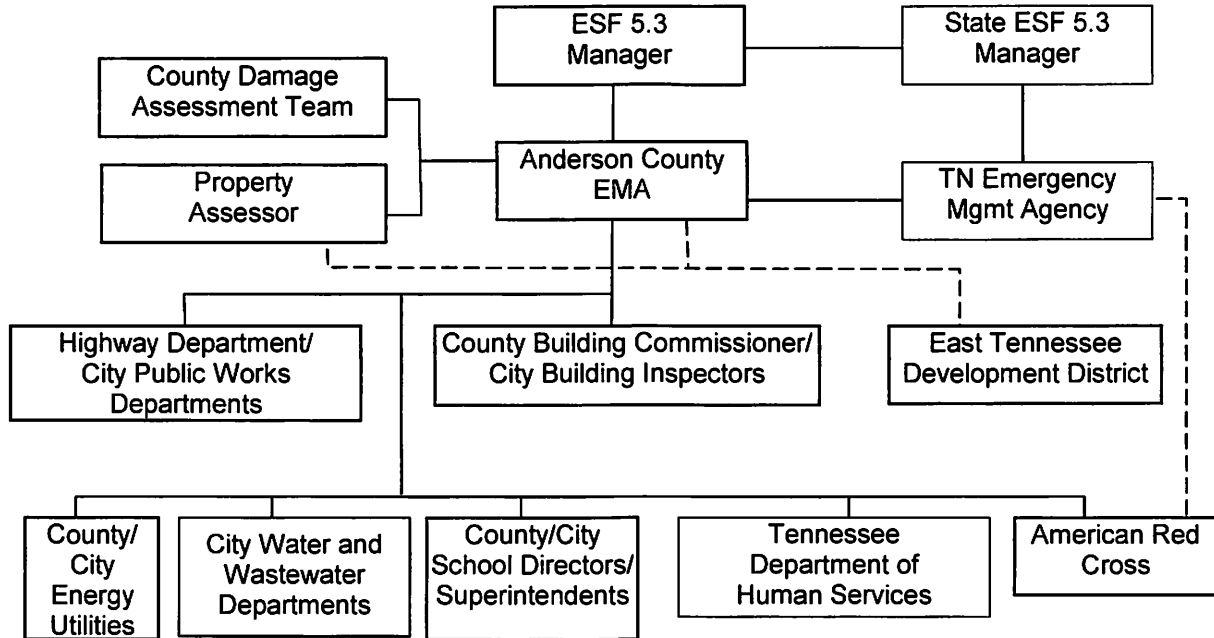 ESF 5.3
Manager
State ESF 5.3
Manager
County Damage
Assessment Team
Property
Assessor
Anderson County
EMA
TN Emergency
Mgmt Agency
Highway Department/
City Public Works
Departments
County Building Commissioner/
City Building Inspectors
East Tennessee
Development District
County/
City
Energy
Utilities
City Water and
Wastewater
Departments
County/City
School Directors/
Superintendents
Tennessee
Department of
Human Services
American Red
Cross